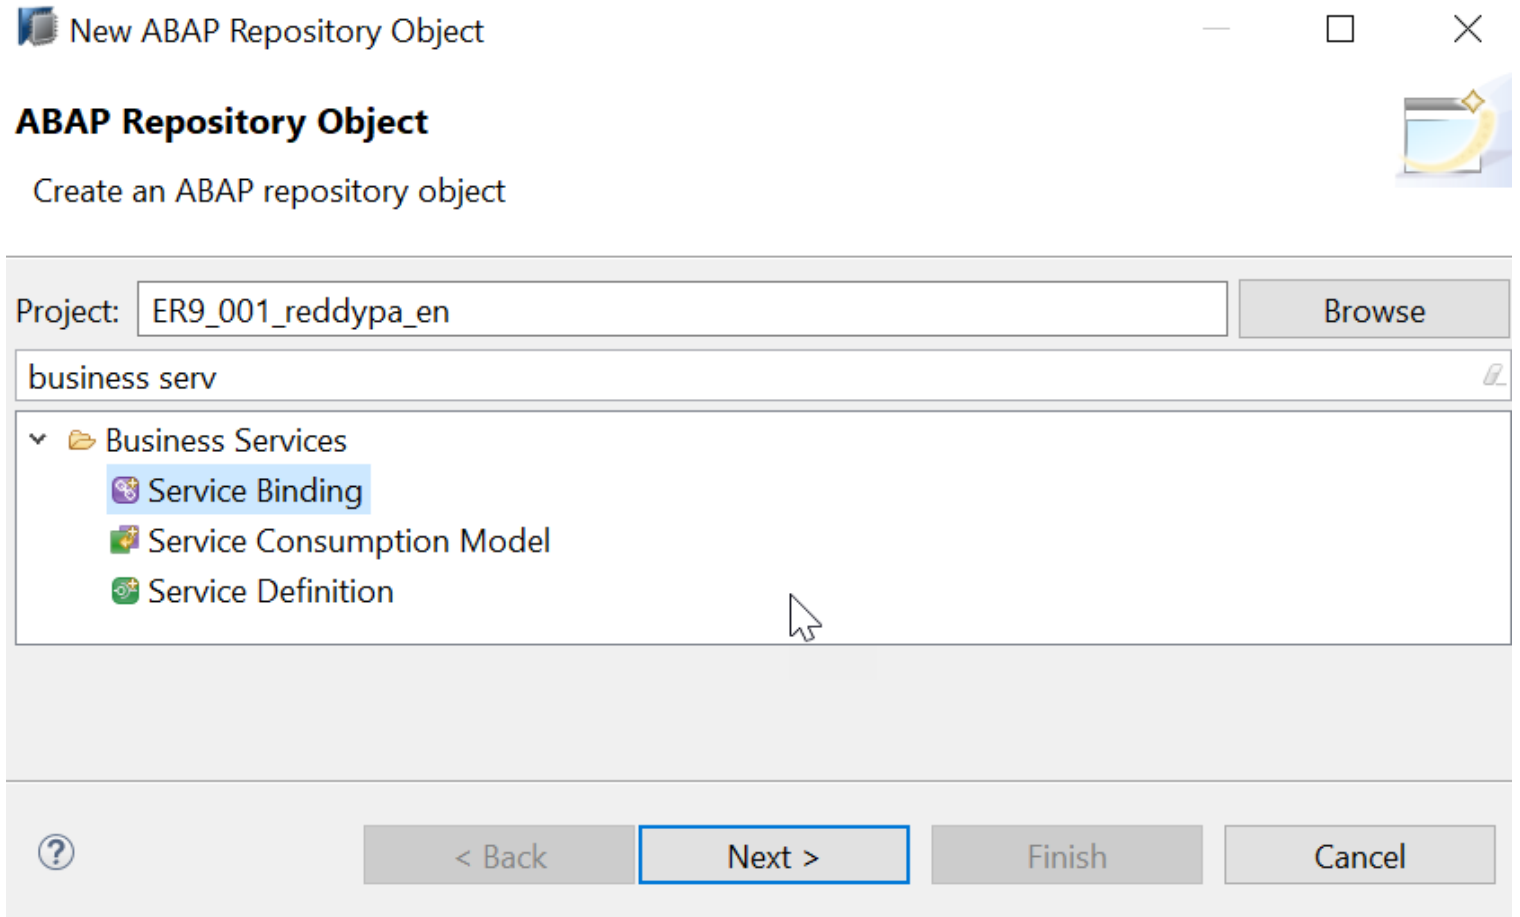 New ABAP Repository Object
ABAP Repository Object
Create an ABAP repository object
Project: ER9_001_reddypa_en Browse
business serv
Business Services
Service Binding
Service Consumption Model
Service Definition
? < Back Next > Finish Cancel